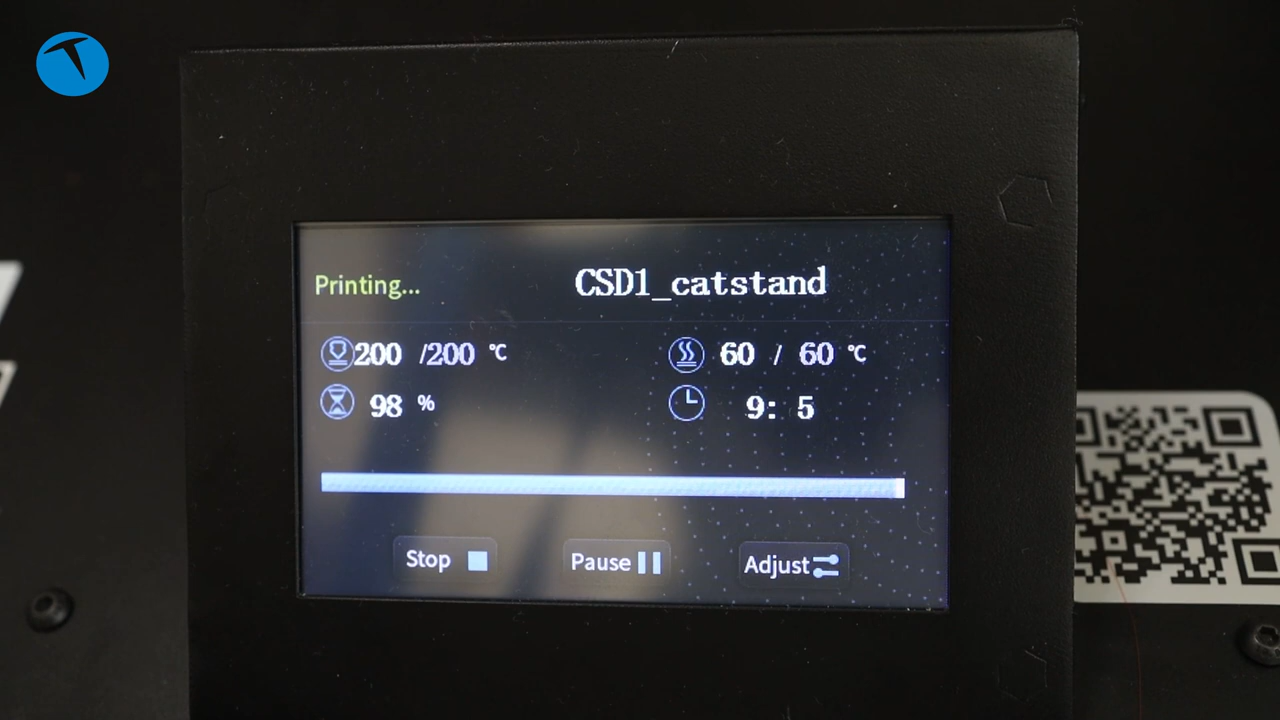 Printing... CSD1_catstand
200 /200 ℃ 60 / 60 ℃
98 % 9: 5
Stop Pause Adjust